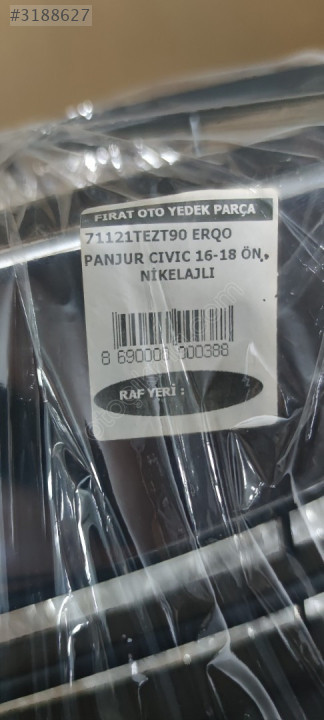 #3188627
FIRAT OTO YEDEK PARÇA
71121TEZT90 ERQO
PANJUR CIVIC 16-18 ÖN,
NİKELAJLI
8 690000 000388
RAF YERİ :